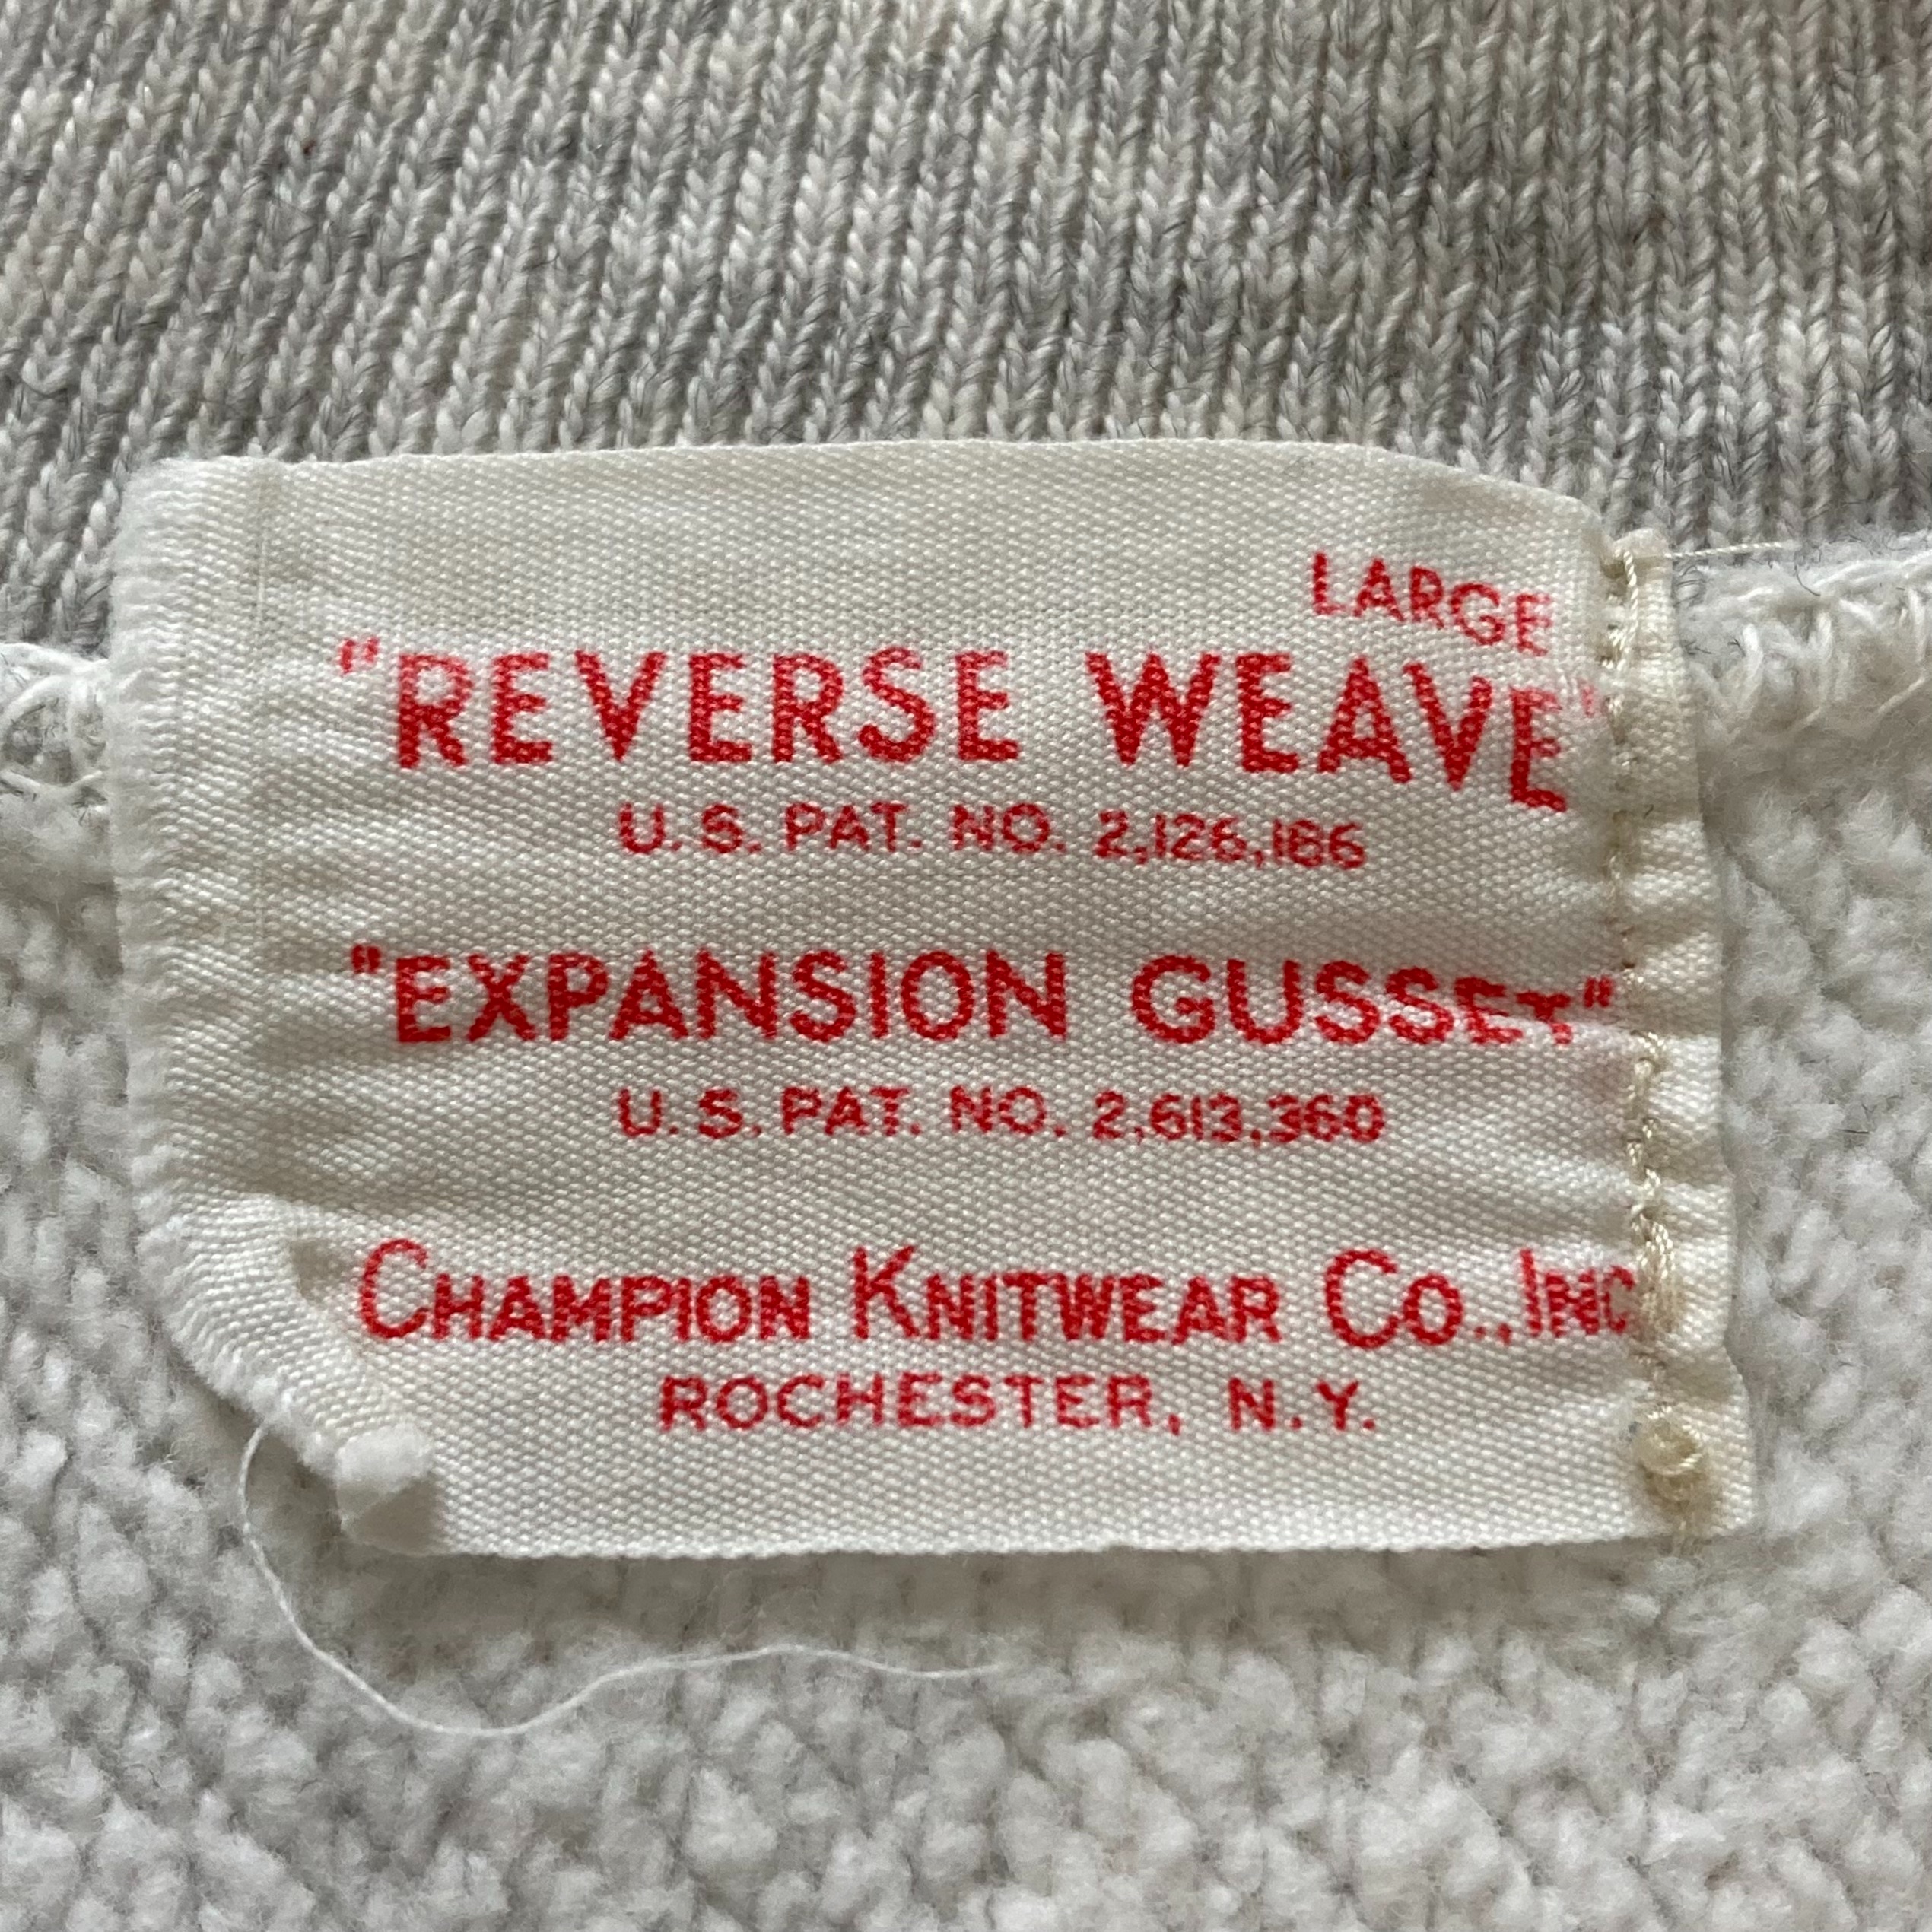 LARGE
"REVERSE WEAVE"
U.S. PAT. NO. 2,126,186
"EXPANSION GUSSET"
U.S. PAT. NO. 2,613,360
CHAMPION KNITWEAR CO., INC
ROCHESTER, N.Y.